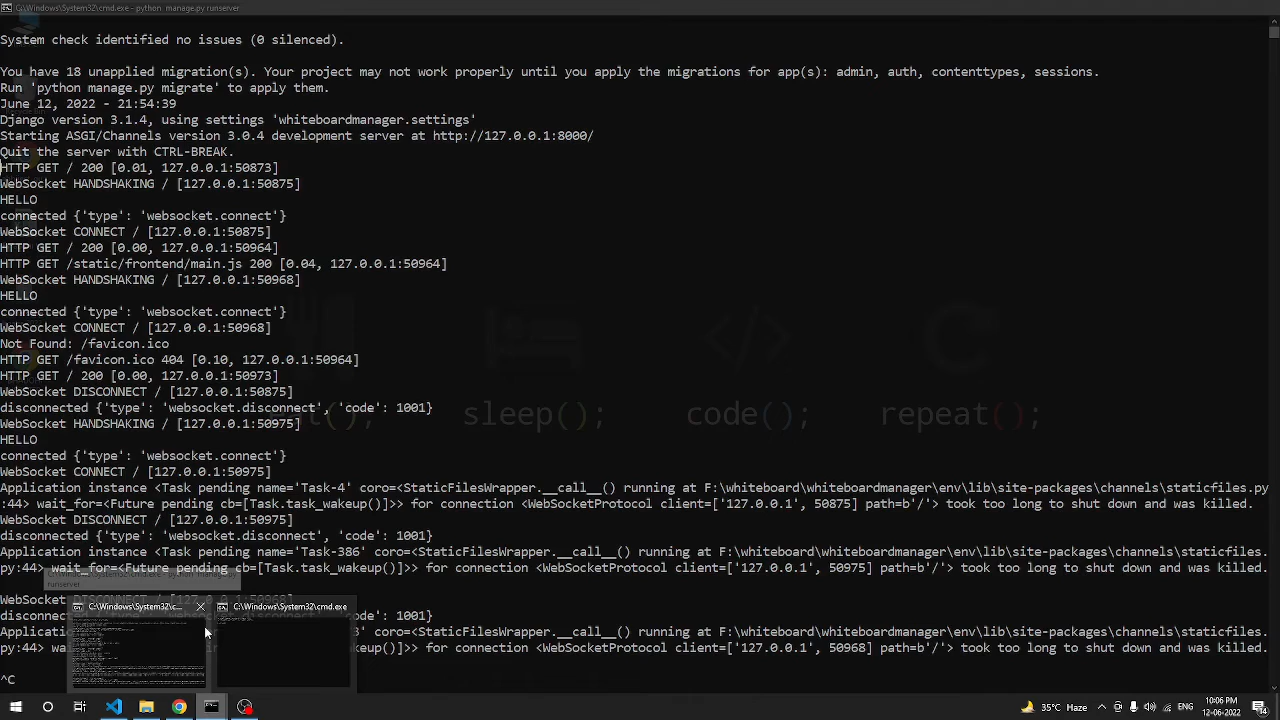 C:\Windows\System32\cmd.exe - python manage.py runserver
System check identified no issues (0 silenced).
You have 18 unapplied migration(s). Your project may not work properly until you apply the migrations for app(s): admin, auth, contenttypes, sessions.
Run 'python manage.py migrate' to apply them.
June 12, 2022 - 21:54:39
Django version 3.1.4, using settings 'whiteboardmanager.settings'
Starting ASGI/Channels version 3.0.4 development server at http://127.0.0.1:8000/
Quit the server with CTRL-BREAK.
HTTP GET / 200 [0.01, 127.0.0.1:50873]
WebSocket HANDSHAKING / [127.0.0.1:50875]
HELLO
connected {'type': 'websocket.connect'}
WebSocket CONNECT / [127.0.0.1:50875]
HTTP GET / 200 [0.00, 127.0.0.1:50964]
HTTP GET /static/frontend/main.js 200 [0.04, 127.0.0.1:50964]
WebSocket HANDSHAKING / [127.0.0.1:50968]
HELLO
connected {'type': 'websocket.connect'}
WebSocket CONNECT / [127.0.0.1:50968]
Not Found: /favicon.ico
HTTP GET /favicon.ico 404 [0.10, 127.0.0.1:50964]
HTTP GET / 200 [0.00, 127.0.0.1:50973]
WebSocket DISCONNECT / [127.0.0.1:50875]
disconnected {'type': 'websocket.disconnect', 'code': 1001}
sleep(); code(); repeat();
WebSocket HANDSHAKING / [127.0.0.1:50975]
HELLO
connected {'type': 'websocket.connect'}
WebSocket CONNECT / [127.0.0.1:50975]
Application instance <Task pending name='Task-4' coro=<StaticFilesWrapper.__call__() running at F:\whiteboard\whiteboardmanager\env\lib\site-packages\channels\staticfiles.py
:44> wait_for=<Future pending cb=[Task.task_wakeup()]>> for connection <WebSocketProtocol client=['127.0.0.1', 50875] path=b'/'> took too long to shut down and was killed.
WebSocket DISCONNECT / [127.0.0.1:50975]
disconnected {'type': 'websocket.disconnect', 'code': 1001}
Application instance <Task pending name='Task-386' coro=<StaticFilesWrapper.__call__() running at F:\whiteboard\whiteboardmanager\env\lib\site-packages\channels\staticfiles.
py:44> wait_for=<Future pending cb=[Task.task_wakeup()]>> for connection <WebSocketProtocol client=['127.0.0.1', 50975] path=b'/'> took too long to shut down and was killed.
C:\Windows\System32\cmd.exe - python manage.py
runserver
WebSocket DISCONNECT / [127.0.0.1:50968]
C:\Windows\System32\c... C:\Windows\System32\cmd.exe
disconnected {'type': 'websocket.disconnect', 'code': 1001}
Applicati coro=<StaticFilesWrapper.__call__() running at F:\whiteboard\whiteboardmanager\env\lib\site-packages\channels\staticfiles.
py:44> wa k_wakeup()]>> for connection <WebSocketProtocol client=['127.0.0.1', 50968] path=b'/'> took too long to shut down and was killed.
^C
35°C Haze ENG 10:06 PM
12-06-2022